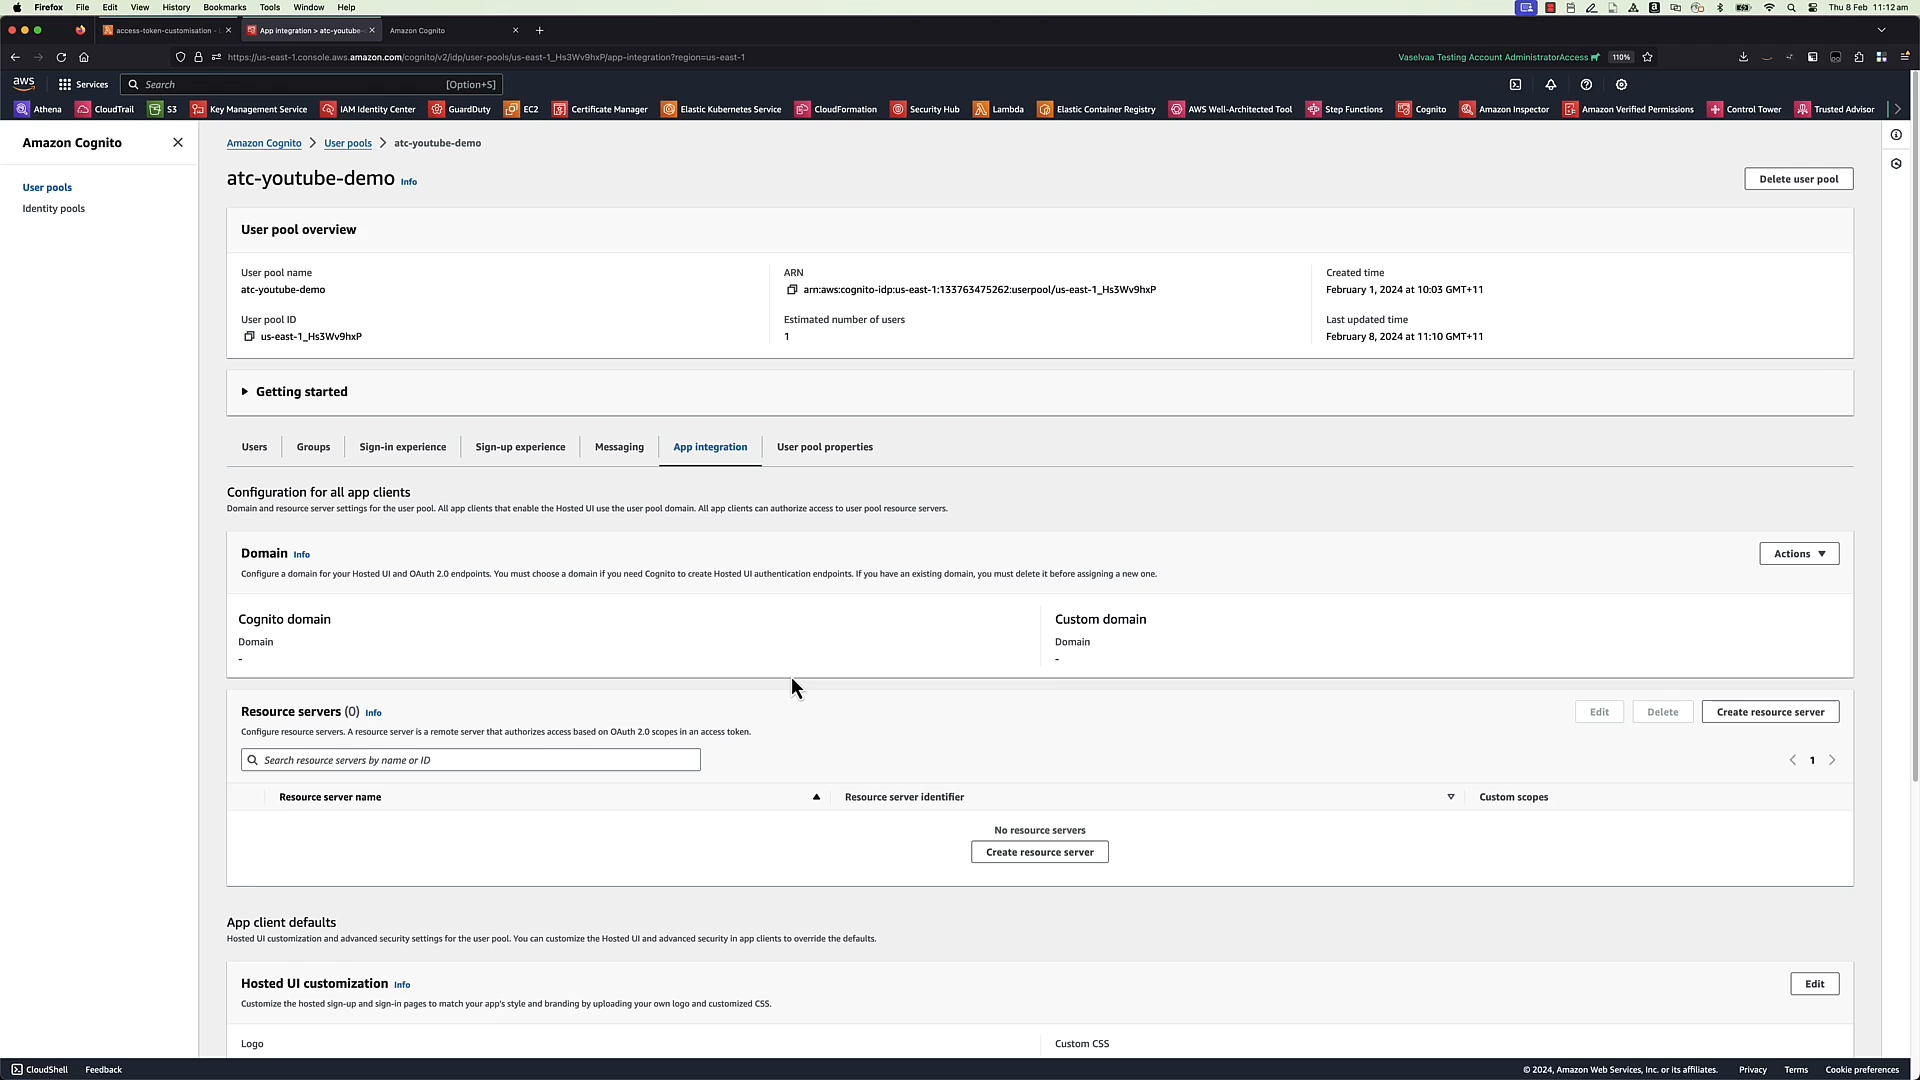 Firefox File Edit View History Bookmarks Tools Window Help Thu 8 Feb 11:12 am
access-token-customisation - App integration > atc-youtube- Amazon Cognito
https://us-east-1.console.aws.amazon.com/cognito/v2/idp/user-pools/us-east-1_Hs3Wv9hxP/app-integration?region=us-east-1 Vaselvaa Testing Account AdministratorAccess 110%
aws Services Search [Option+S]
Athena CloudTrail S3 Key Management Service IAM Identity Center GuardDuty EC2 Certificate Manager Elastic Kubernetes Service CloudFormation Security Hub Lambda Elastic Container Registry AWS Well-Architected Tool Step Functions Cognito Amazon Inspector Amazon Verified Permissions Control Tower Trusted Advisor
Amazon Cognito
User pools
Identity pools
Amazon Cognito > User pools > atc-youtube-demo
atc-youtube-demo Info Delete user pool
User pool overview
User pool name
atc-youtube-demo
User pool ID
us-east-1_Hs3Wv9hxP
ARN
arn:aws:cognito-idp:us-east-1:133763475262:userpool/us-east-1_Hs3Wv9hxP
Estimated number of users
1
Created time
February 1, 2024 at 10:03 GMT+11
Last updated time
February 8, 2024 at 11:10 GMT+11
Getting started
Users Groups Sign-in experience Sign-up experience Messaging App integration User pool properties
Configuration for all app clients
Domain and resource server settings for the user pool. All app clients that enable the Hosted UI use the user pool domain. All app clients can authorize access to user pool resource servers.
Domain Info Actions
Configure a domain for your Hosted UI and OAuth 2.0 endpoints. You must choose a domain if you need Cognito to create Hosted UI authentication endpoints. If you have an existing domain, you must delete it before assigning a new one.
Cognito domain
Domain
-
Custom domain
Domain
-
Resource servers (0) Info Edit Delete Create resource server
Configure resource servers. A resource server is a remote server that authorizes access based on OAuth 2.0 scopes in an access token.
Search resource servers by name or ID 1
Resource server name Resource server identifier Custom scopes
No resource servers
Create resource server
App client defaults
Hosted UI customization and advanced security settings for the user pool. You can customize the Hosted UI and advanced security in app clients to override the defaults.
Hosted UI customization Info Edit
Customize the hosted sign-up and sign-in pages to match your app's style and branding by uploading your own logo and customized CSS.
Logo Custom CSS
CloudShell Feedback © 2024, Amazon Web Services, Inc. or its affiliates. Privacy Terms Cookie preferences